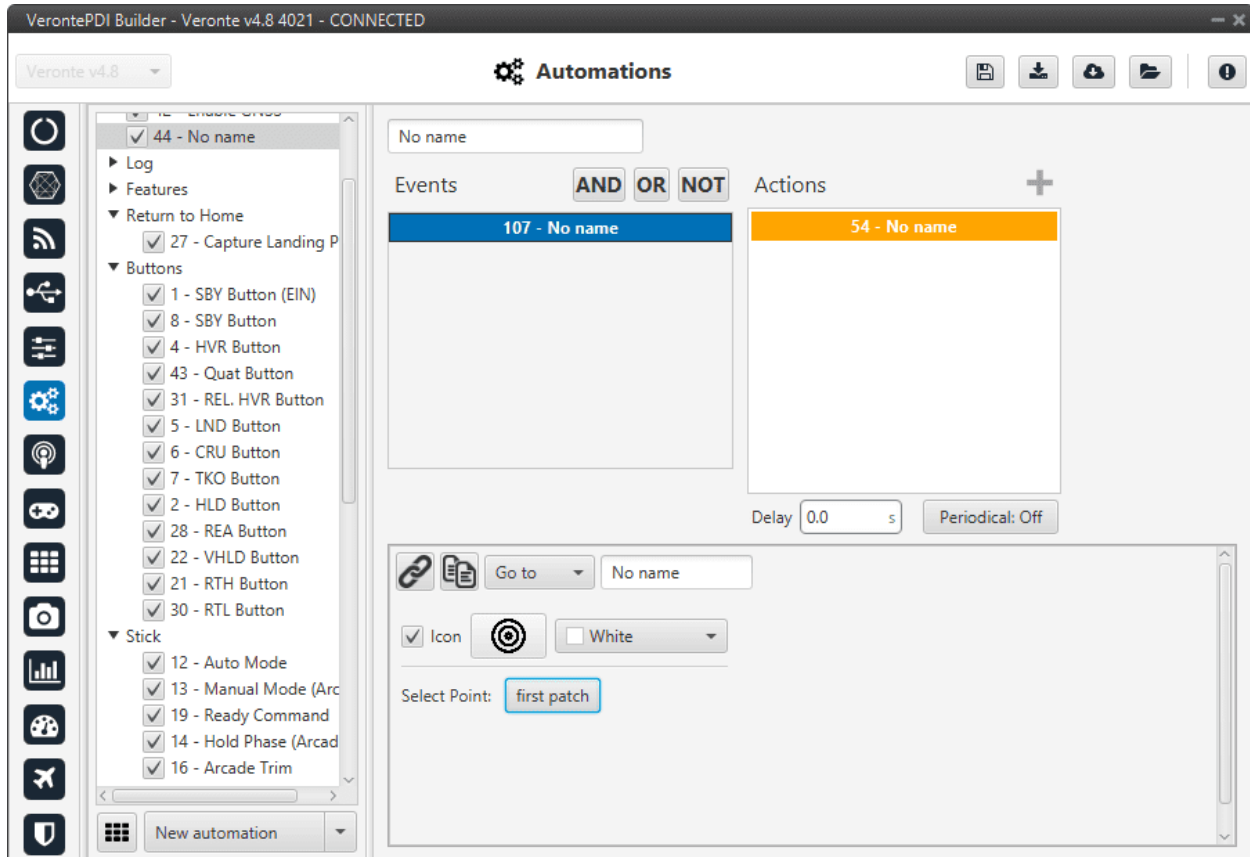 VerontePDI Builder - Veronte v4.8 4021 - CONNECTED
Veronte v4.8
Automations
44 - No name
Log
Features
Return to Home
27 - Capture Landing P
Buttons
1 - SBY Button (EIN)
8 - SBY Button
4 - HVR Button
43 - Quat Button
31 - REL. HVR Button
5 - LND Button
6 - CRU Button
7 - TKO Button
2 - HLD Button
28 - REA Button
22 - VHLD Button
21 - RTH Button
30 - RTL Button
Stick
12 - Auto Mode
13 - Manual Mode (Arc
19 - Ready Command
14 - Hold Phase (Arcad
16 - Arcade Trim
New automation
No name
Events AND OR NOT Actions
107 - No name
54 - No name
Delay 0.0 s Periodical: Off
Go to No name
Icon White
Select Point: first patch